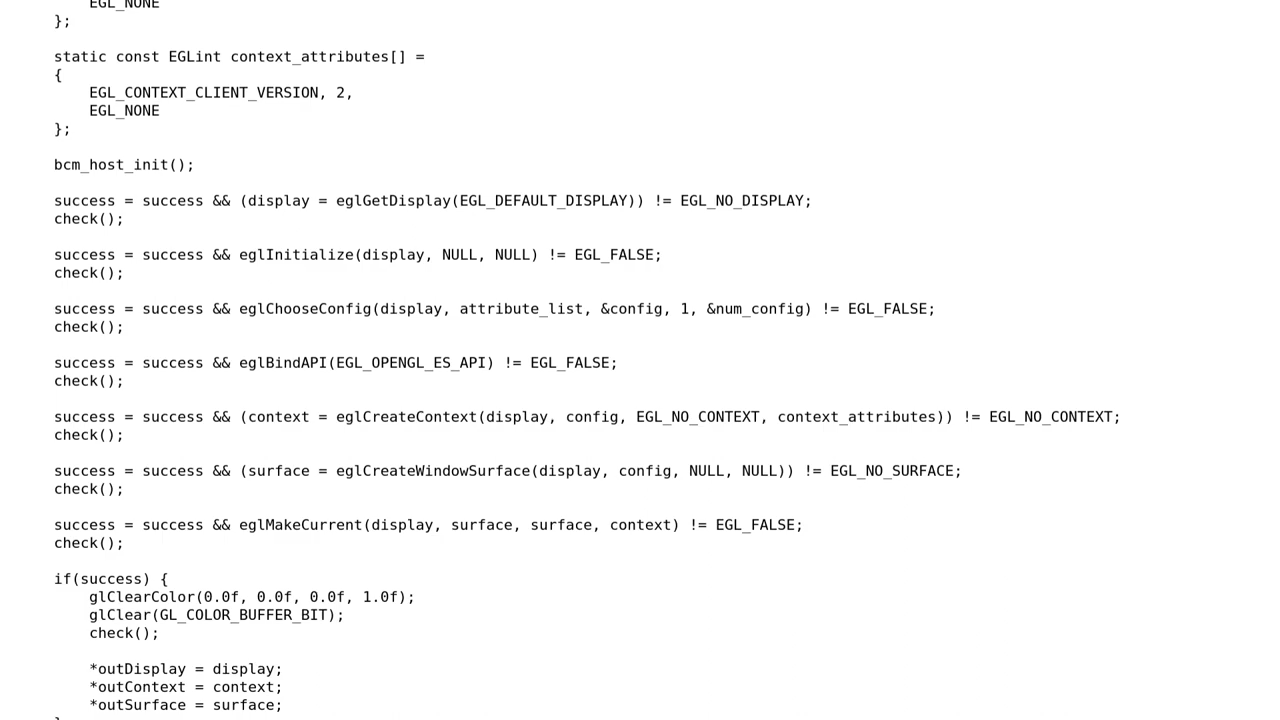 EGL_NONE
};
static const EGLint context_attributes[] =
{
EGL_CONTEXT_CLIENT_VERSION, 2,
EGL_NONE
};
bcm_host_init();
success = success && (display = eglGetDisplay(EGL_DEFAULT_DISPLAY)) != EGL_NO_DISPLAY;
check();
success = success && eglInitialize(display, NULL, NULL) != EGL_FALSE;
check();
success = success && eglChooseConfig(display, attribute_list, &config, 1, &num_config) != EGL_FALSE;
check();
success = success && eglBindAPI(EGL_OPENGL_ES_API) != EGL_FALSE;
check();
success = success && (context = eglCreateContext(display, config, EGL_NO_CONTEXT, context_attributes)) != EGL_NO_CONTEXT;
check();
success = success && (surface = eglCreateWindowSurface(display, config, NULL, NULL)) != EGL_NO_SURFACE;
check();
success = success && eglMakeCurrent(display, surface, surface, context) != EGL_FALSE;
check();
if(success) {
glClearColor(0.0f, 0.0f, 0.0f, 1.0f);
glClear(GL_COLOR_BUFFER_BIT);
check();
*outDisplay = display;
*outContext = context;
*outSurface = surface;